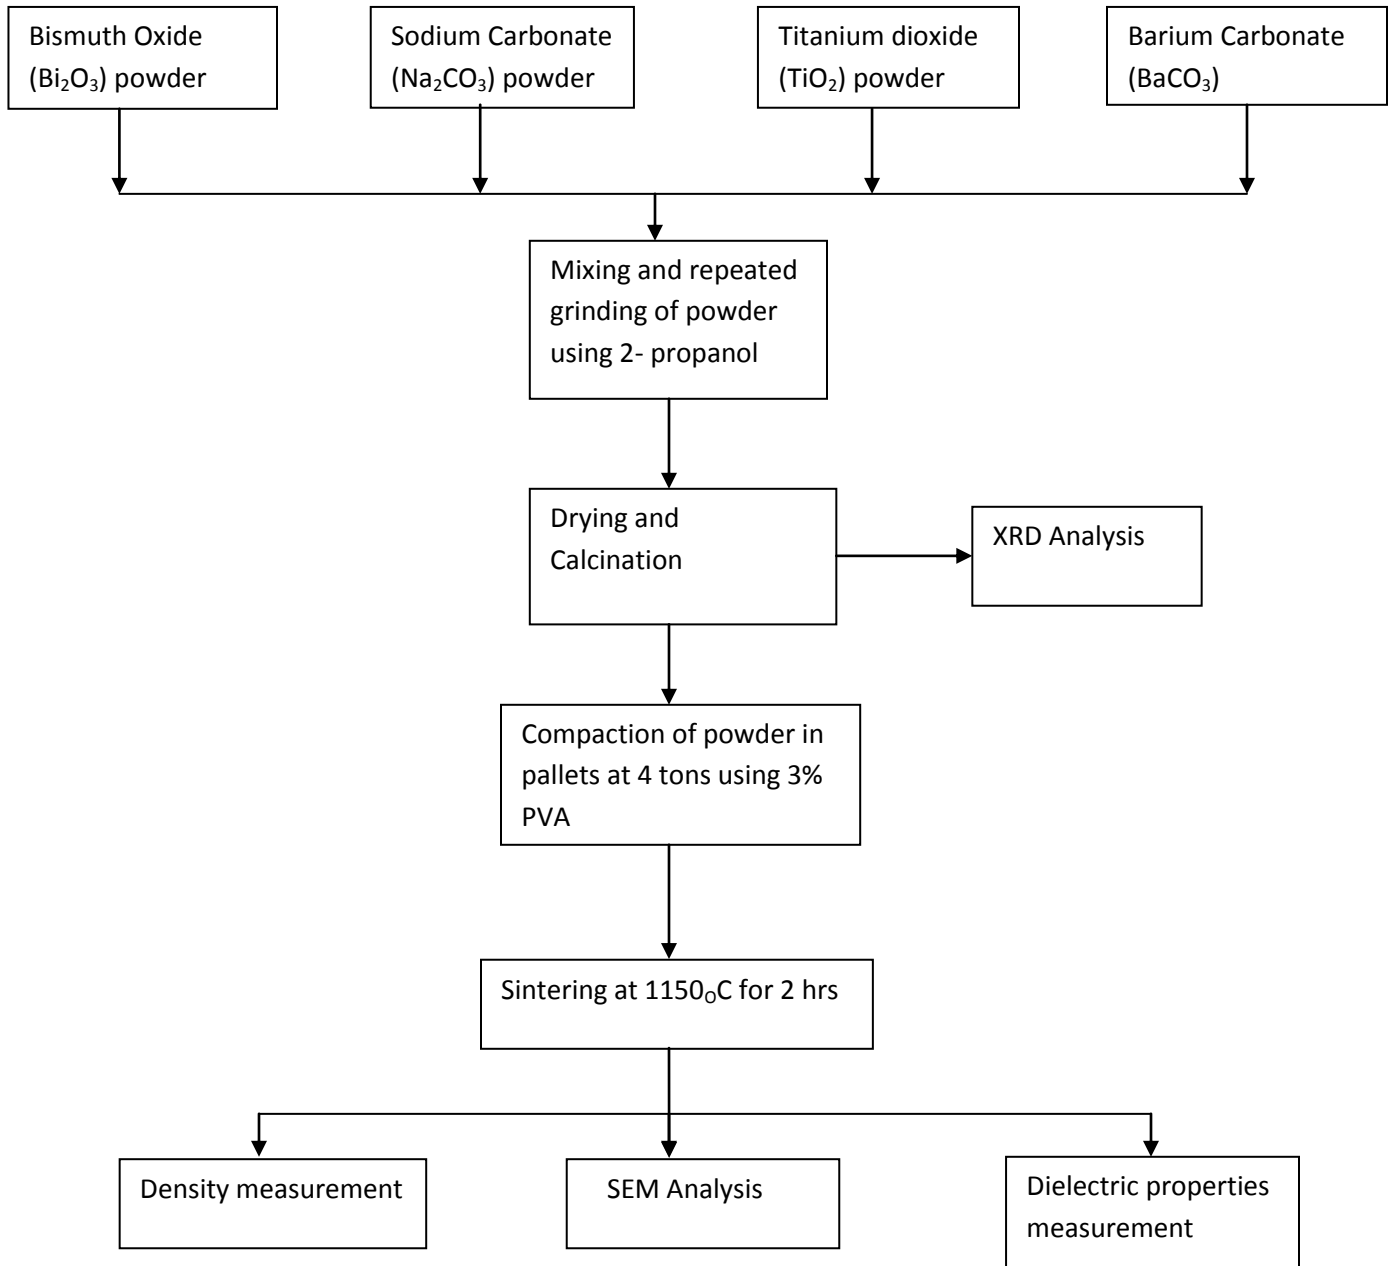 Bismuth Oxide
(Bi₂O₃) powder
Sodium Carbonate
(Na₂CO₃) powder
Titanium dioxide
(TiO₂) powder
Barium Carbonate
(BaCO₃)
Mixing and repeated
grinding of powder
using 2- propanol
Drying and
Calcination
XRD Analysis
Compaction of powder in
pallets at 4 tons using 3%
PVA
Sintering at 1150₀C for 2 hrs
Density measurement
SEM Analysis
Dielectric properties
measurement